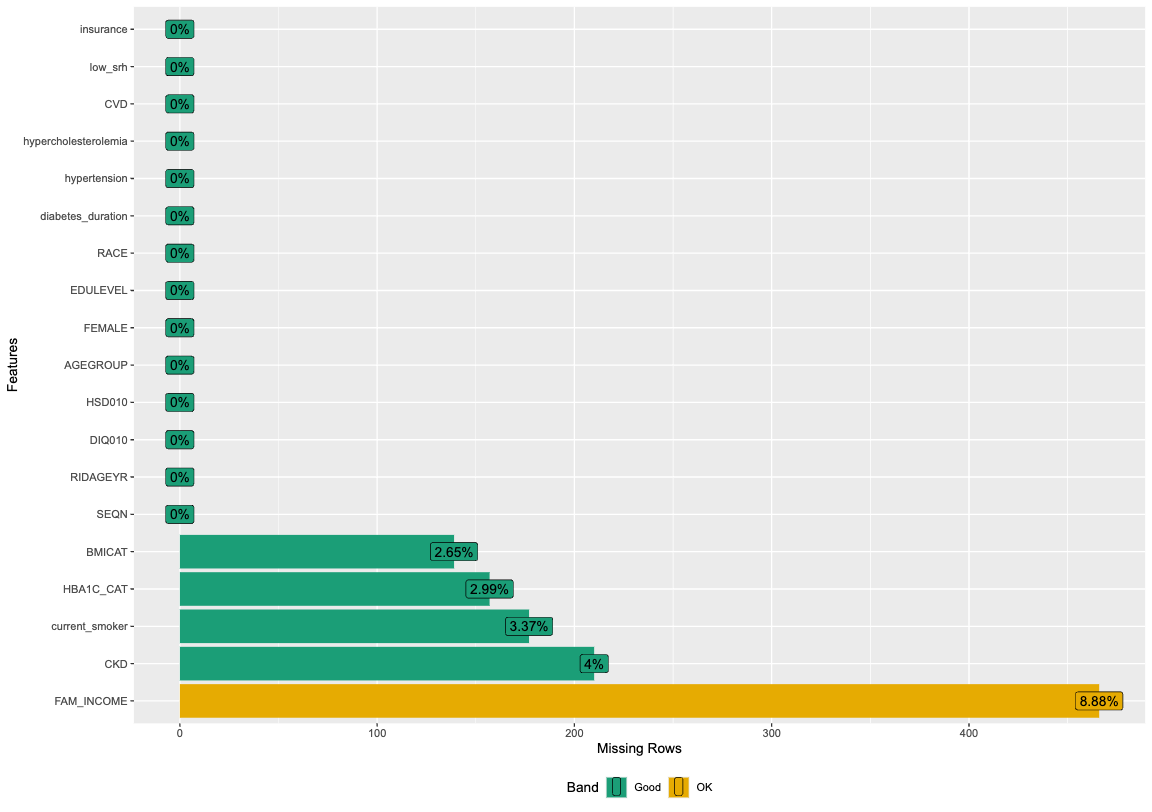 Features
insurance 0%
low_srh 0%
CVD 0%
hypercholesterolemia 0%
hypertension 0%
diabetes_duration 0%
RACE 0%
EDULEVEL 0%
FEMALE 0%
AGEGROUP 0%
HSD010 0%
DIQ010 0%
RIDAGEYR 0%
SEQN 0%
BMICAT 2.65%
HBA1C_CAT 2.99%
current_smoker 3.37%
CKD 4%
FAM_INCOME 8.88%
0 100 200 300 400
Missing Rows
Band Good OK